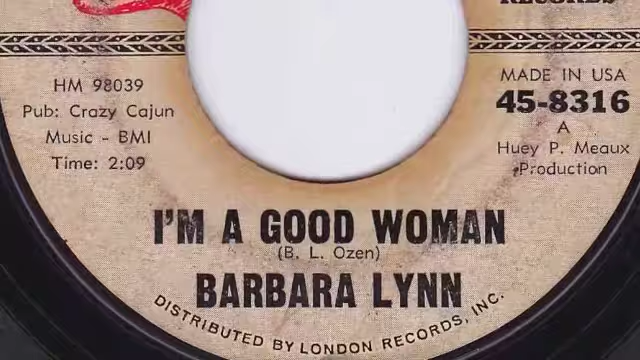 RECORDS
HM 98039
Pub: Crazy Cajun
Music - BMI
Time: 2:09
MADE IN USA
45-8316
A
Huey P. Meaux
Production
I'M A GOOD WOMAN
(B. L. Ozen)
BARBARA LYNN
DISTRIBUTED BY LONDON RECORDS, INC.